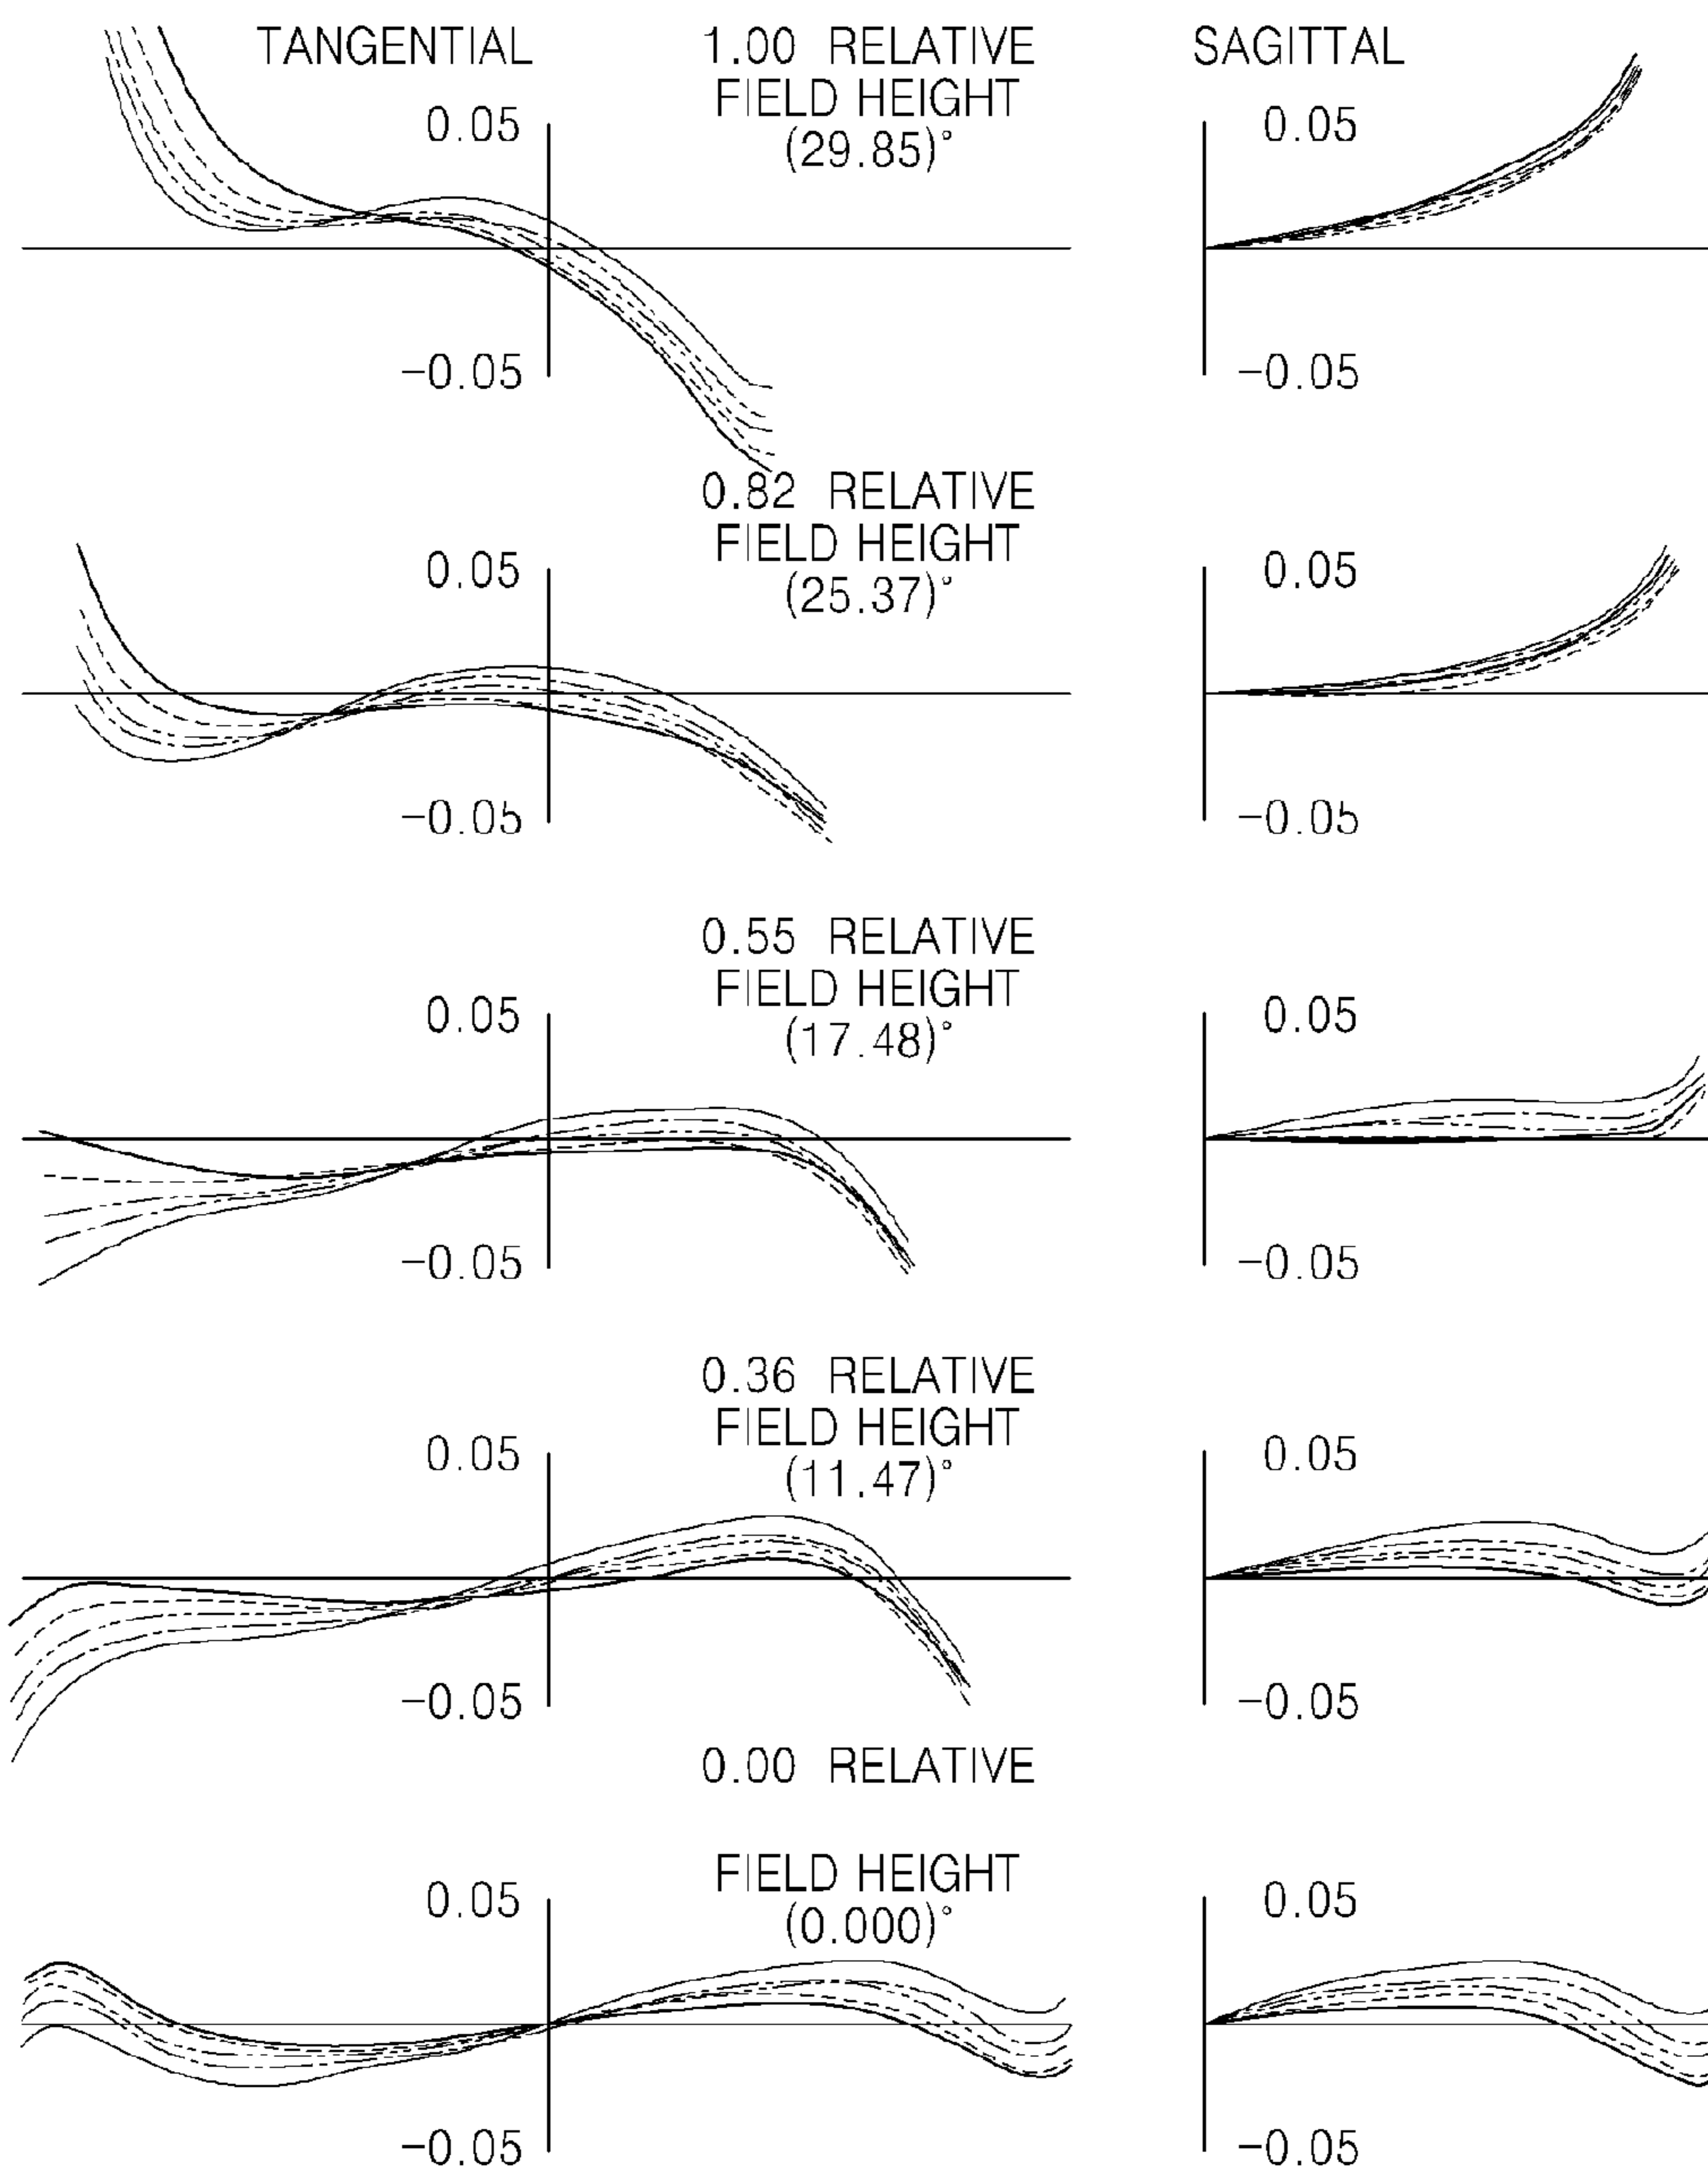 TANGENTIAL
1.00 RELATIVE
FIELD HEIGHT
(29.85)°
SAGITTAL
0.05
-0.05
0.05
-0.05
0.82 RELATIVE
FIELD HEIGHT
(25.37)°
0.05
-0.05
0.05
-0.05
0.55 RELATIVE
FIELD HEIGHT
(17.48)°
0.05
-0.05
0.05
-0.05
0.36 RELATIVE
FIELD HEIGHT
(11.47)°
0.05
-0.05
0.05
-0.05
0.00 RELATIVE
FIELD HEIGHT
(0.000)°
0.05
-0.05
0.05
-0.05